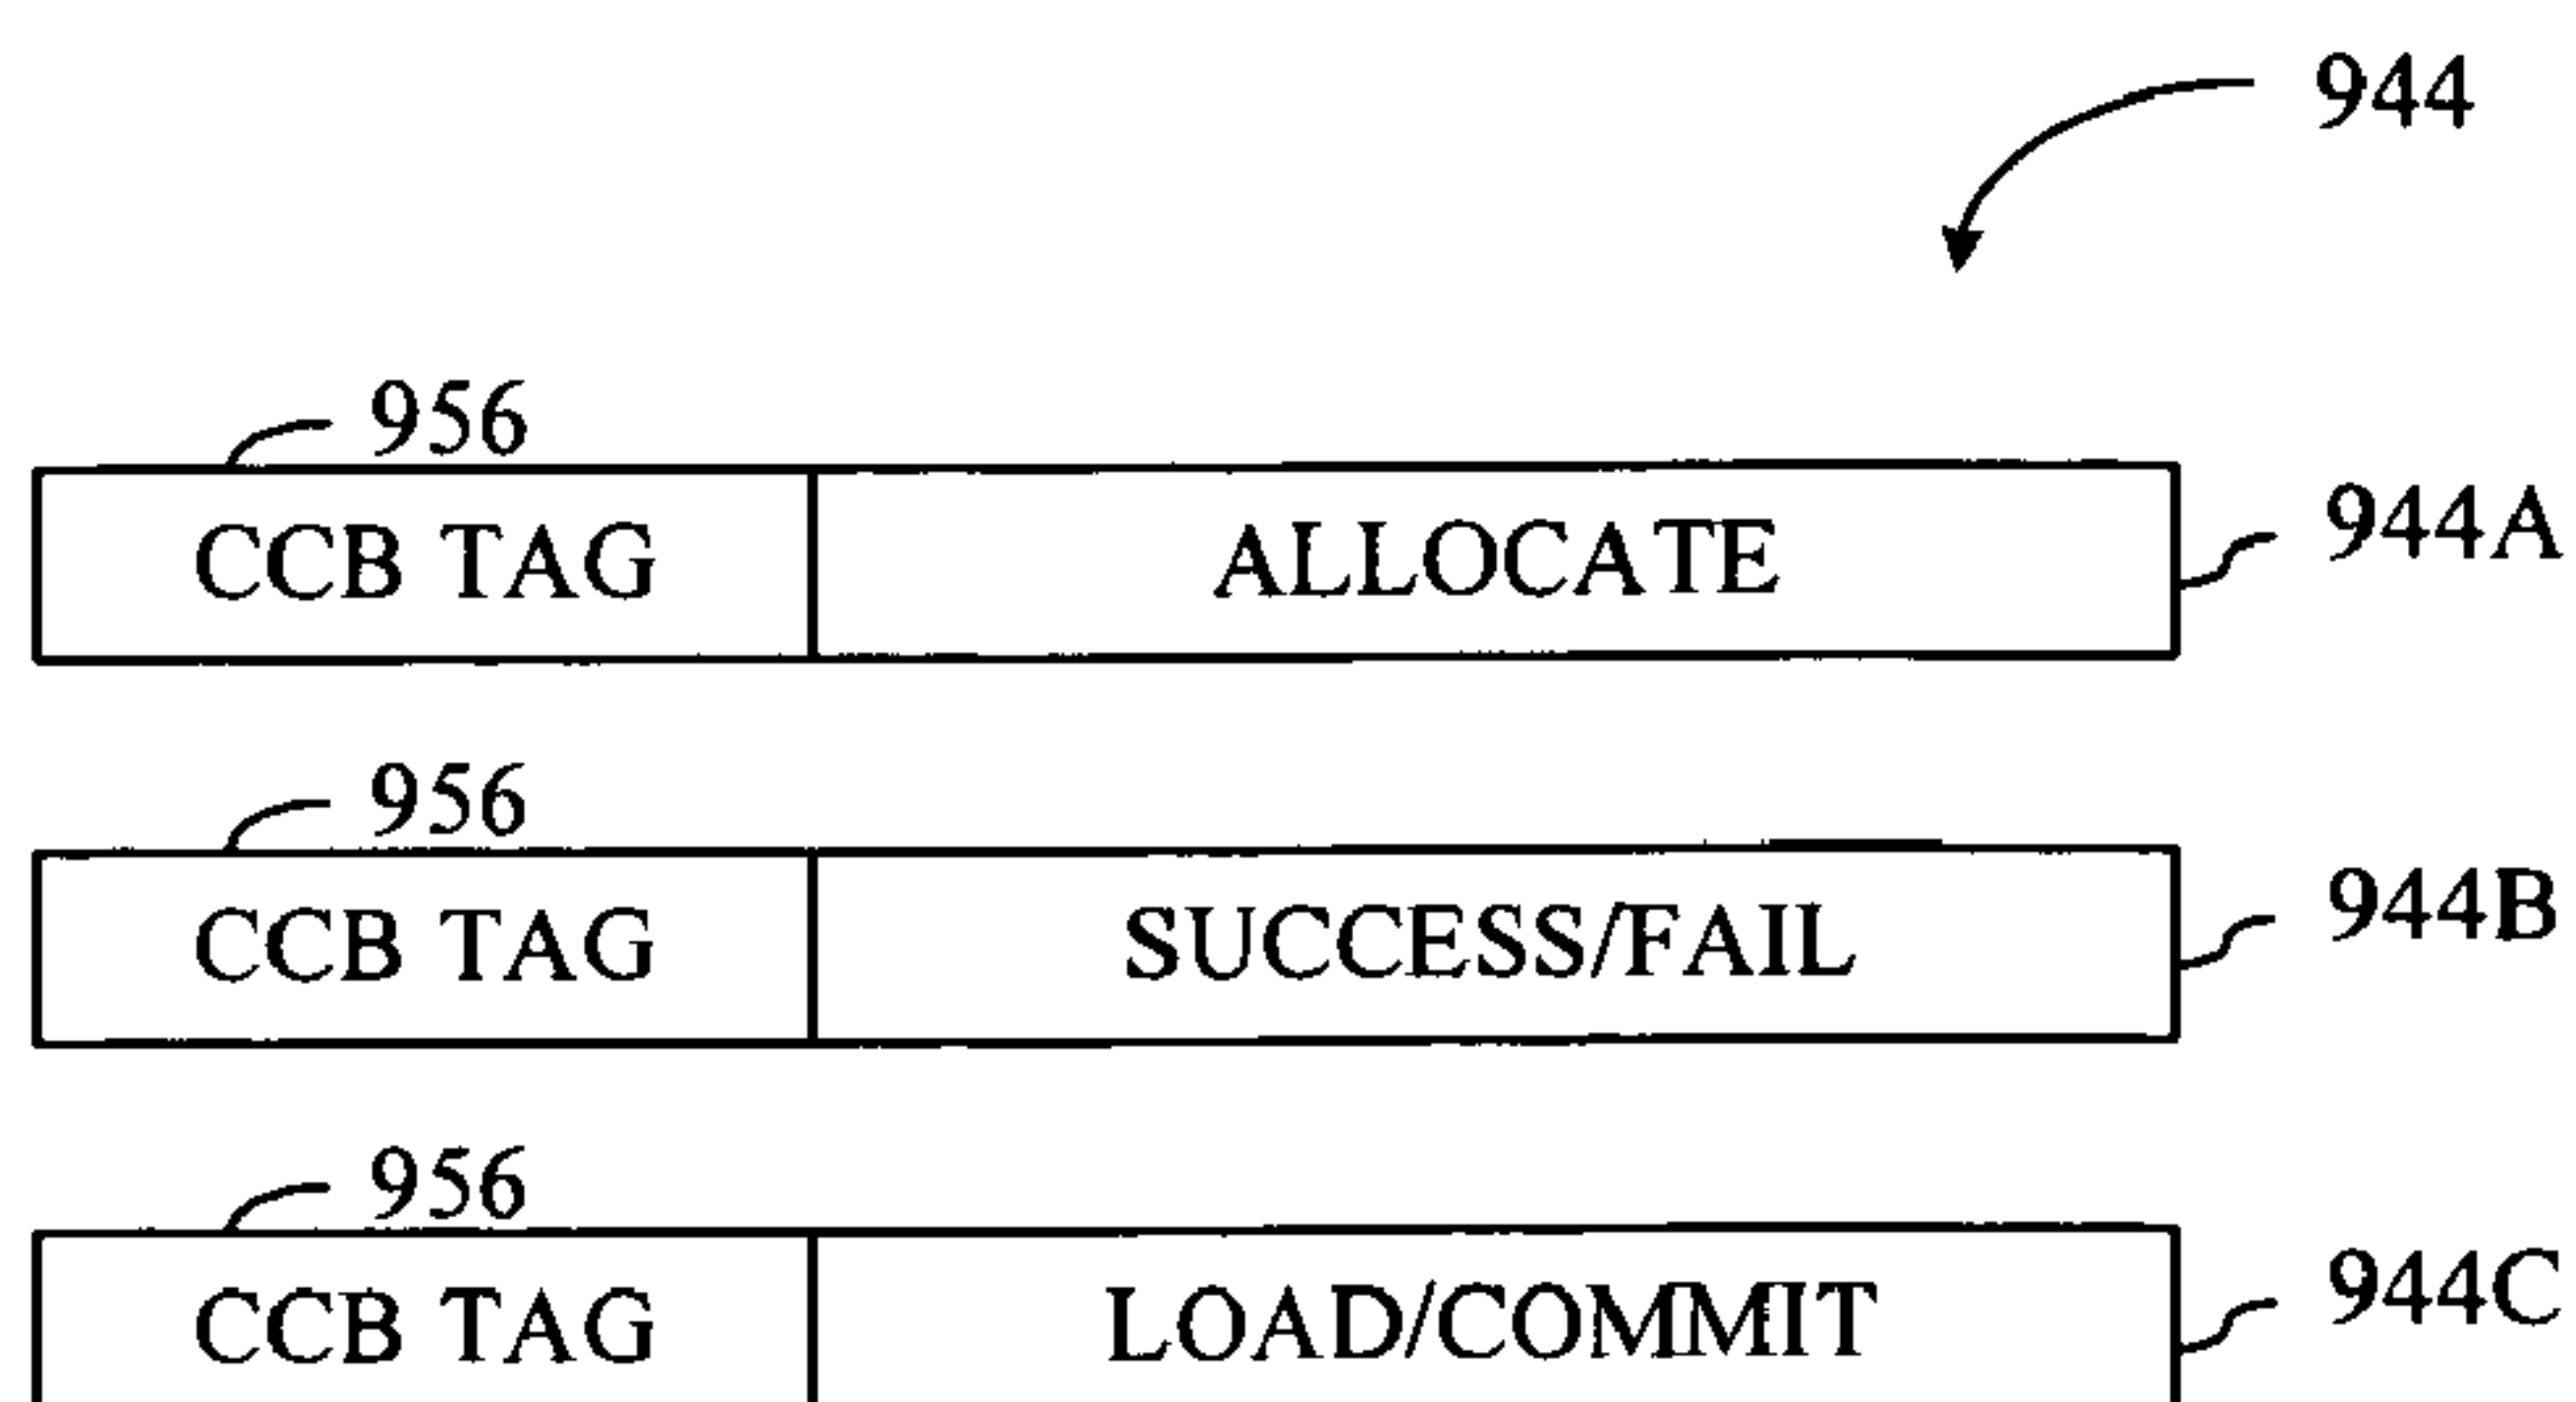 944
956
CCB TAG ALLOCATE 944A
956
CCB TAG SUCCESS/FAIL 944B
956
CCB TAG LOAD/COMMIT 944C